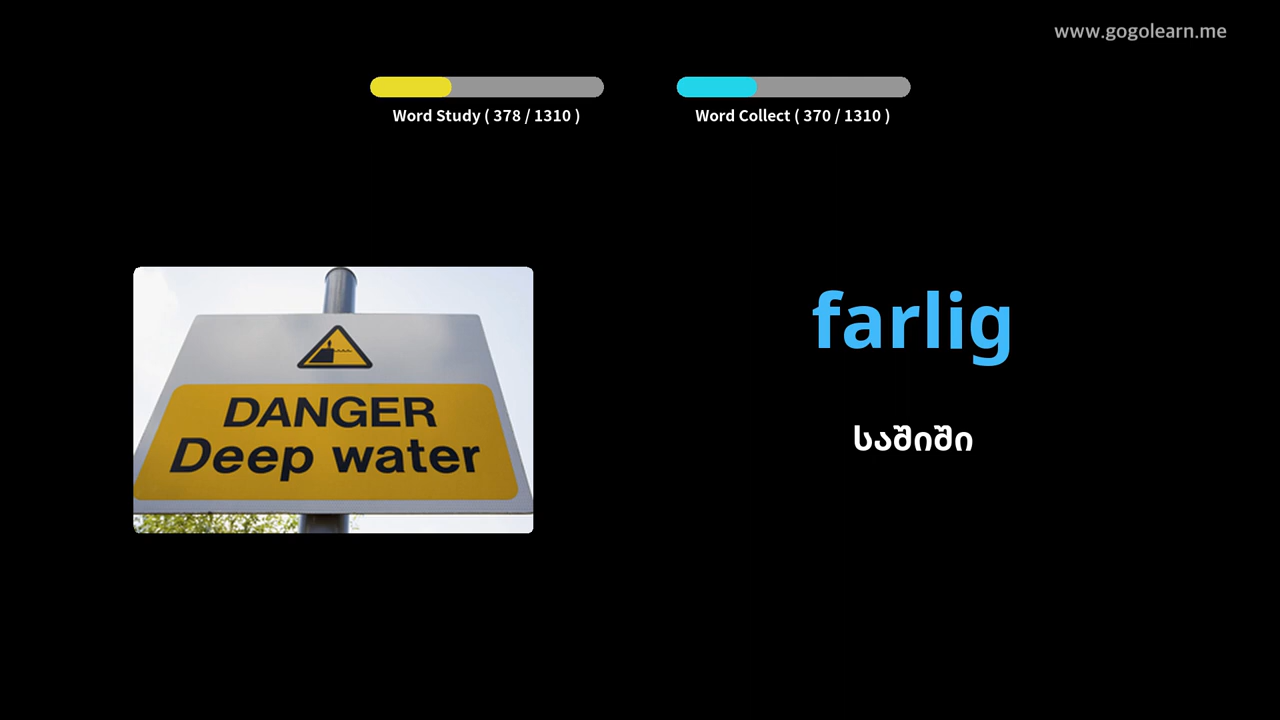 www.gogolearn.me
Word Study ( 378 / 1310 )
Word Collect ( 370 / 1310 )
DANGER
Deep water
farlig
საშიში